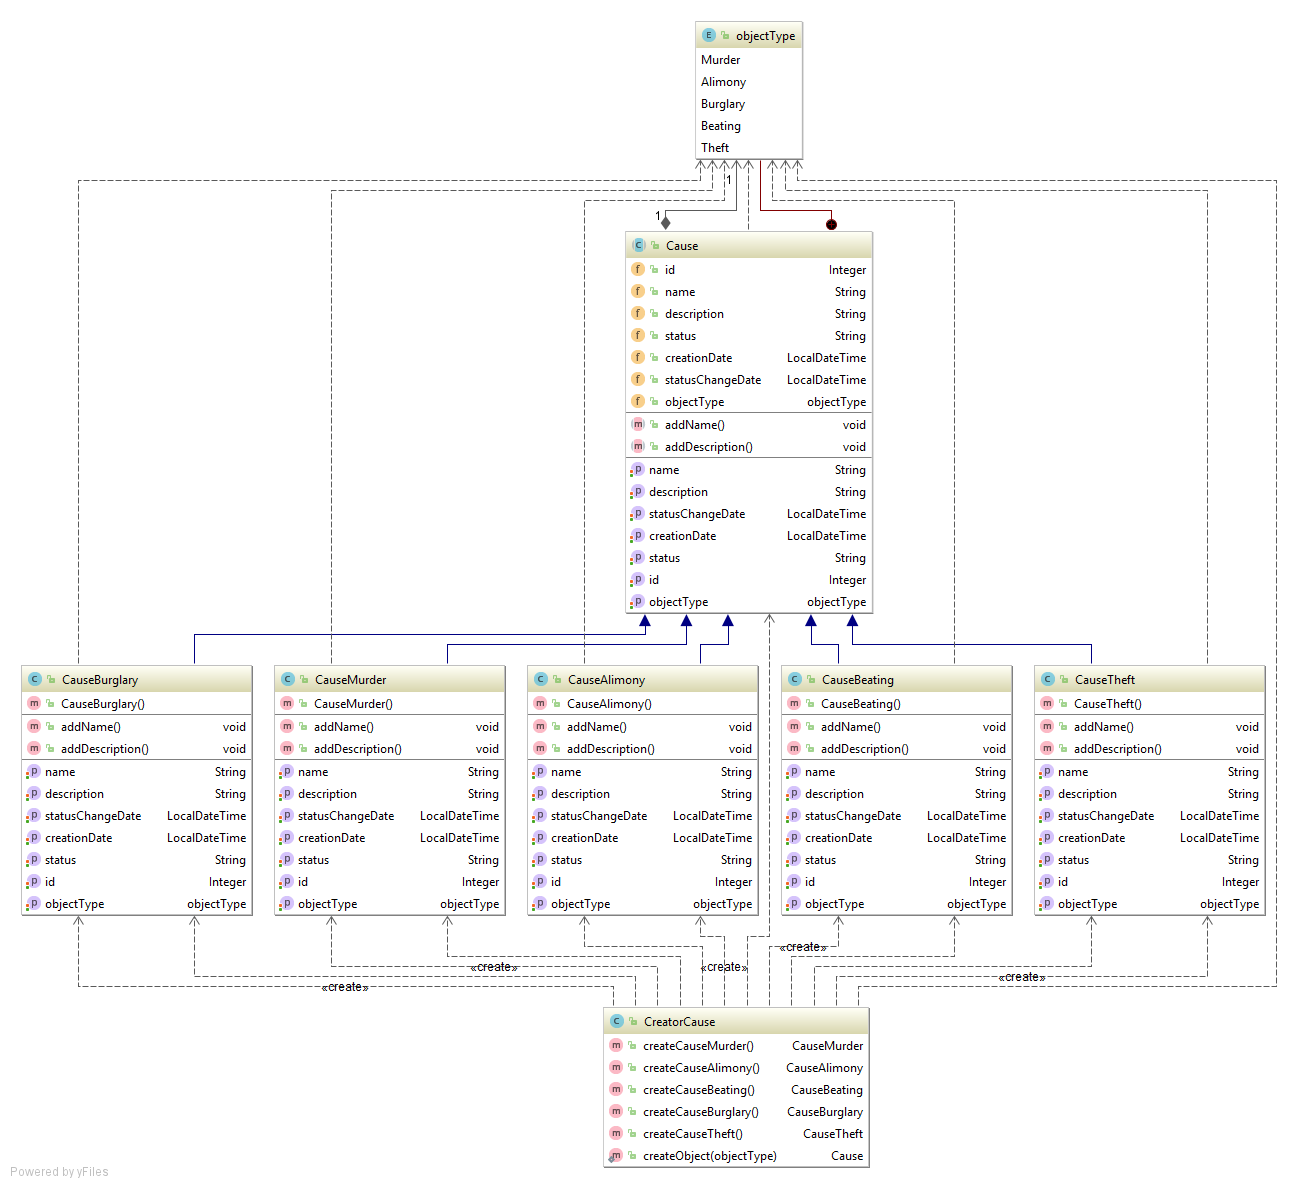 E objectType
Murder
Alimony
Burglary
Beating
Theft
1
1
C Cause
f id Integer
f name String
f description String
f status String
f creationDate LocalDateTime
f statusChangeDate LocalDateTime
f objectType objectType
m addName() void
m addDescription() void
p name String
p description String
p statusChangeDate LocalDateTime
p creationDate LocalDateTime
p status String
p id Integer
p objectType objectType
C CauseBurglary
m CauseBurglary()
m addName() void
m addDescription() void
p name String
p description String
p statusChangeDate LocalDateTime
p creationDate LocalDateTime
p status String
p id Integer
p objectType objectType
C CauseMurder
m CauseMurder()
m addName() void
m addDescription() void
p name String
p description String
p statusChangeDate LocalDateTime
p creationDate LocalDateTime
p status String
p id Integer
p objectType objectType
C CauseAlimony
m CauseAlimony()
m addName() void
m addDescription() void
p name String
p description String
p statusChangeDate LocalDateTime
p creationDate LocalDateTime
p status String
p id Integer
p objectType objectType
C CauseBeating
m CauseBeating()
m addName() void
m addDescription() void
p name String
p description String
p statusChangeDate LocalDateTime
p creationDate LocalDateTime
p status String
p id Integer
p objectType objectType
C CauseTheft
m CauseTheft()
m addName() void
m addDescription() void
p name String
p description String
p statusChangeDate LocalDateTime
p creationDate LocalDateTime
p status String
p id Integer
p objectType objectType
«create»
«create»
«create»
«create»
«create»
C CreatorCause
m createCauseMurder() CauseMurder
m createCauseAlimony() CauseAlimony
m createCauseBeating() CauseBeating
m createCauseBurglary() CauseBurglary
m createCauseTheft() CauseTheft
m createObject(objectType) Cause
Powered by yFiles